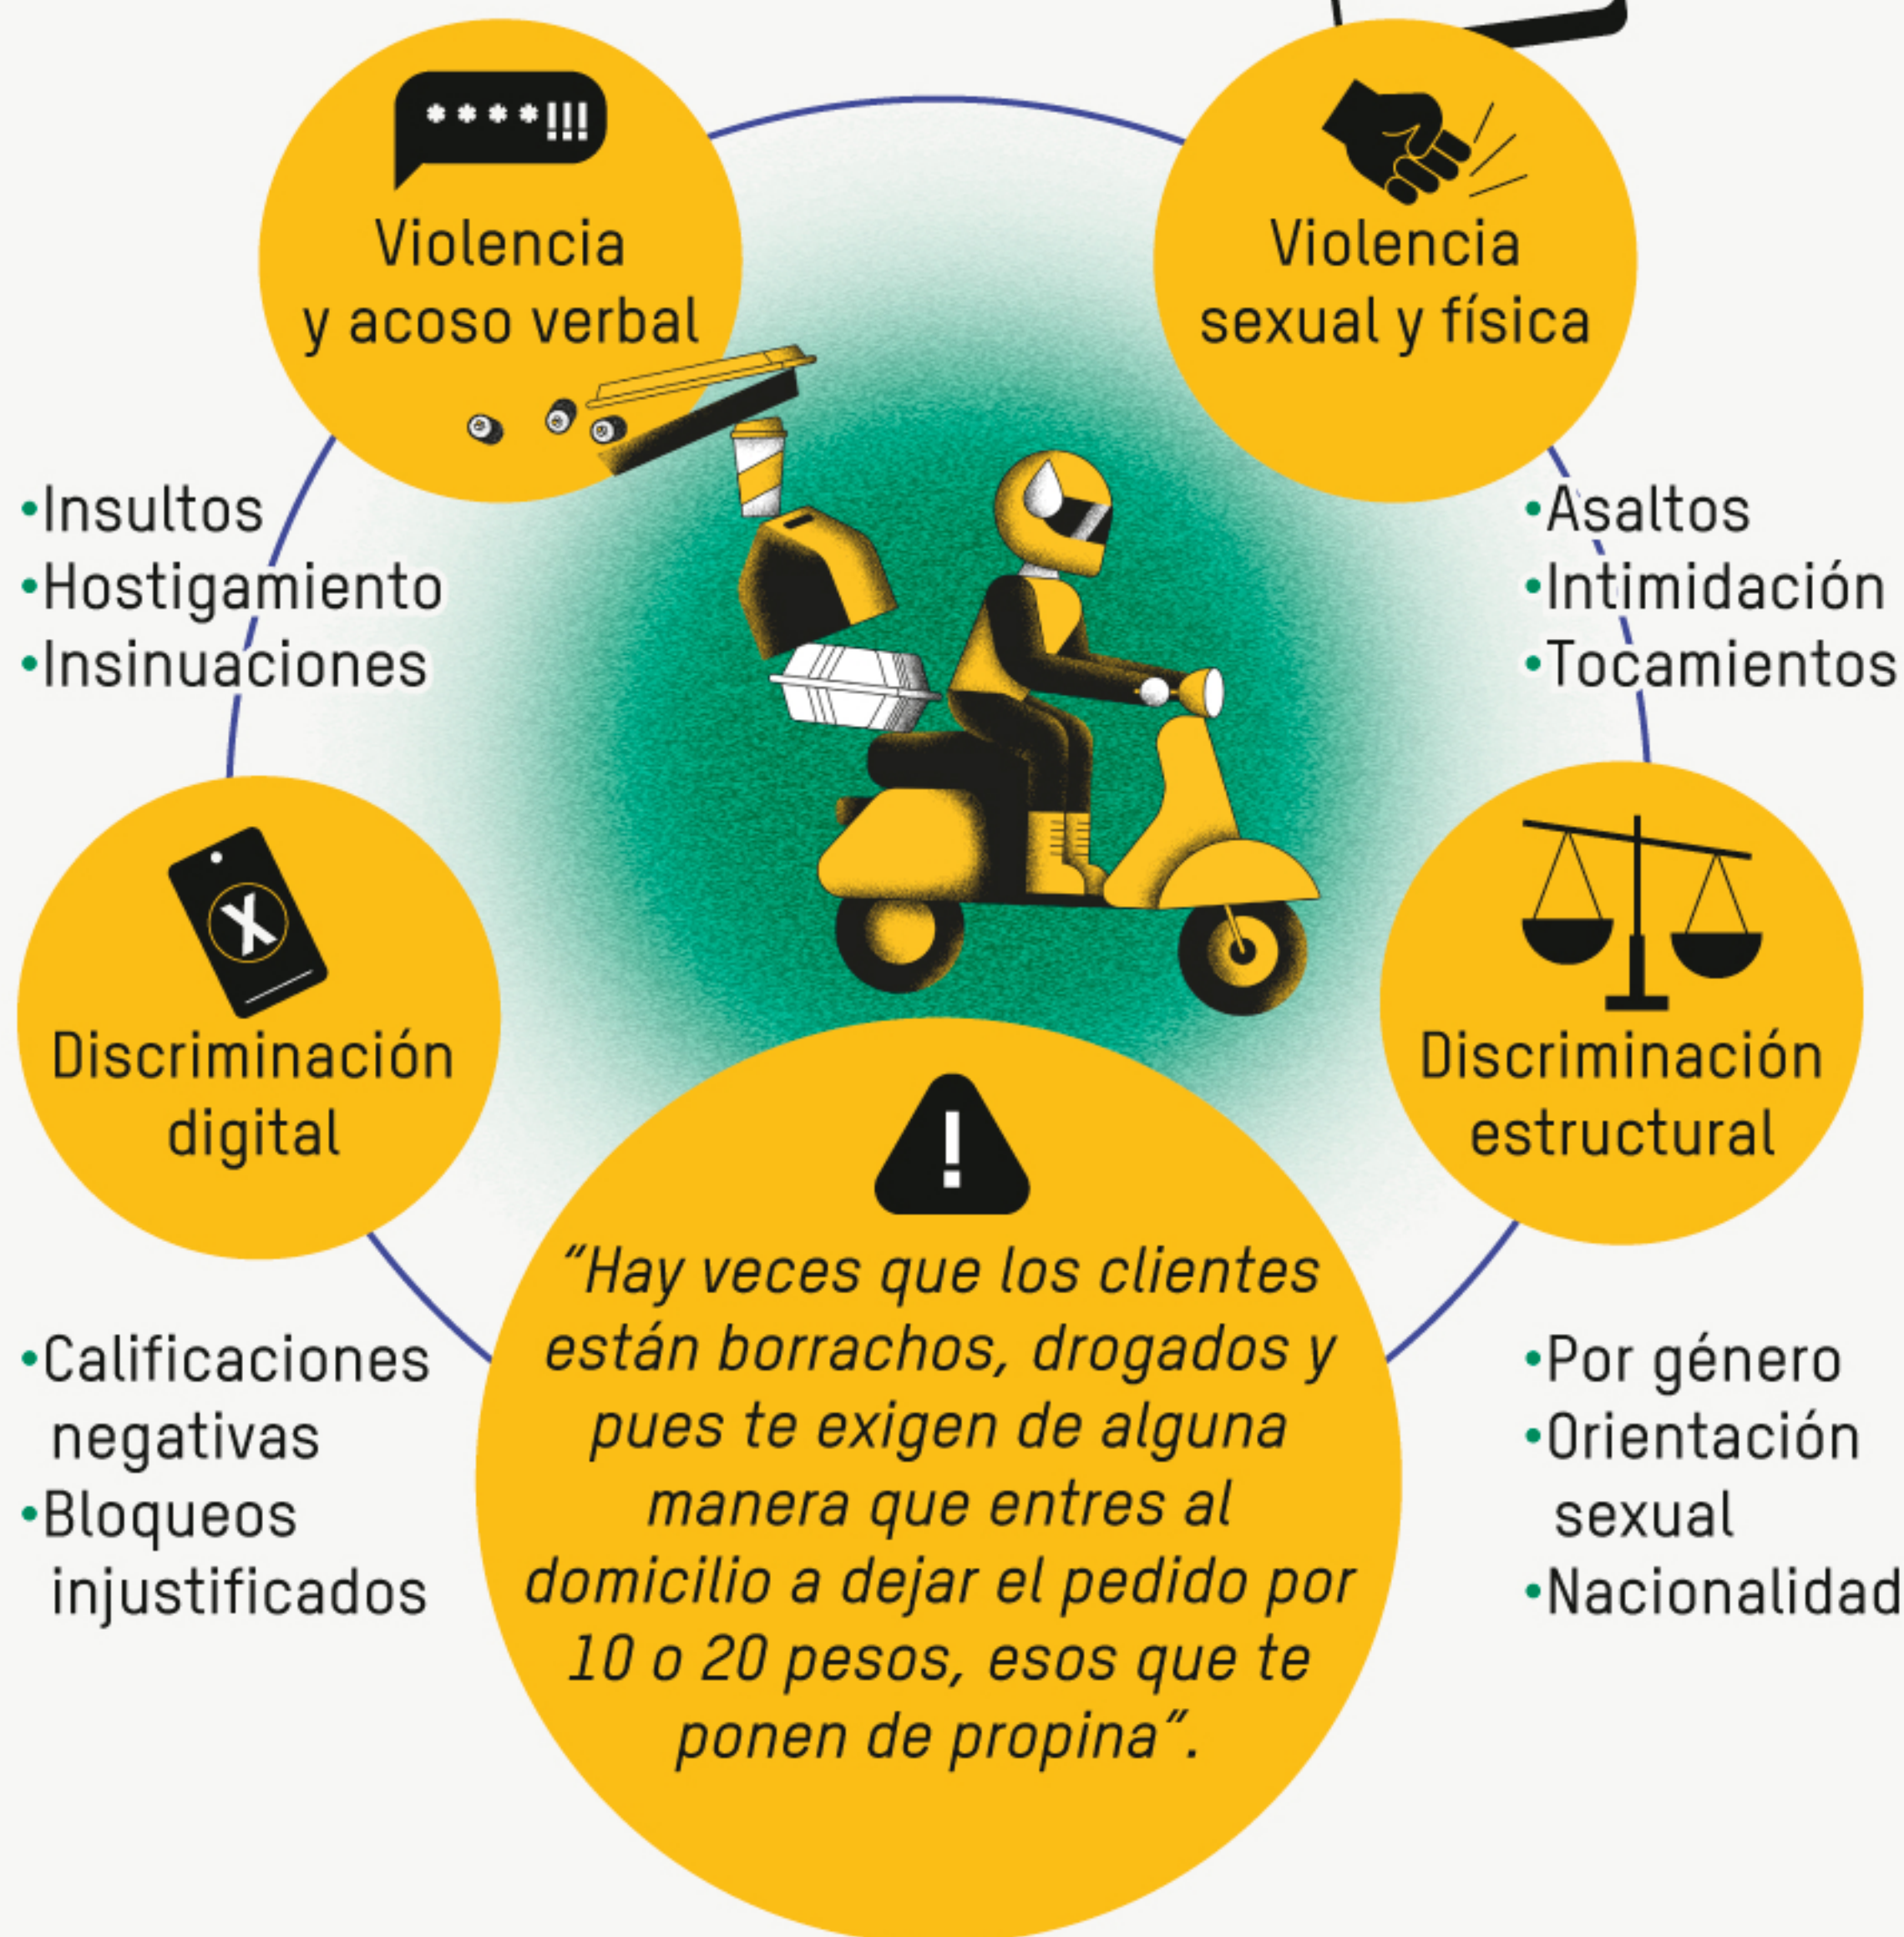 ****!!!
Violencia
y acoso verbal
•Insultos
•Hostigamiento
•Insinuaciones
Violencia
sexual y física
•Asaltos
•Intimidación
•Tocamientos
X
Discriminación
digital
•Calificaciones
negativas
•Bloqueos
injustificados
Discriminación
estructural
•Por género
•Orientación
sexual
•Nacionalidad
!
“Hay veces que los clientes
están borrachos, drogados y
pues te exigen de alguna
manera que entres al
domicilio a dejar el pedido por
10 o 20 pesos, esos que te
ponen de propina”.